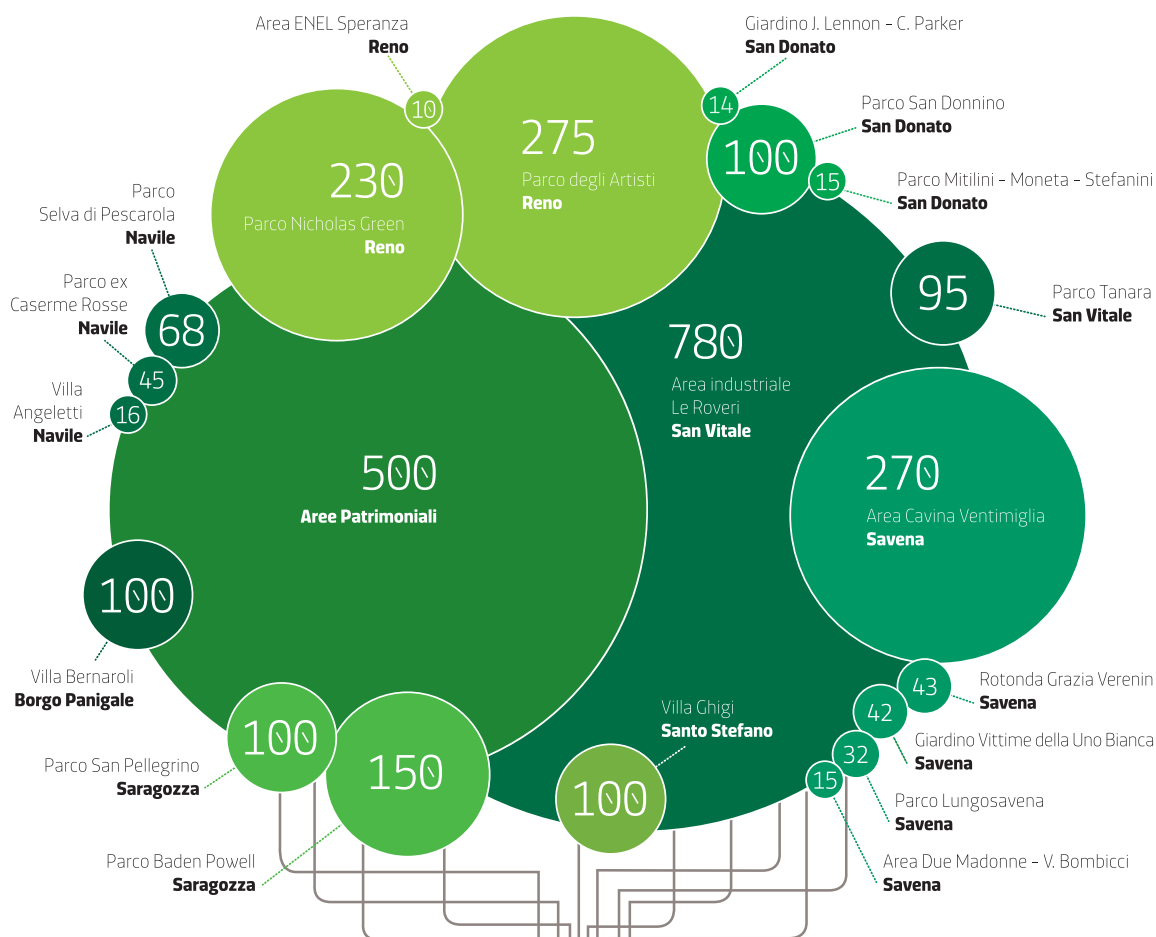 Area ENEL Speranza
Reno
10
275
Parco degli Artisti
Reno
Giardino J. Lennon - C. Parker
San Donato
14
Parco San Donnino
San Donato
100
15
Parco Mitilini - Moneta - Stefanini
San Donato
230
Parco Nicholas Green
Reno
Parco
Selva di Pescarola
Navile
68
Parco ex
Caserme Rosse
Navile
45
Villa
Angeletti
Navile
16
95
Parco Tanara
San Vitale
780
Area industriale
Le Roveri
San Vitale
500
Aree Patrimoniali
270
Area Cavina Ventimiglia
Savena
100
Villa Bernaroli
Borgo Panigale
100
Parco San Pellegrino
Saragozza
150
Parco Baden Powell
Saragozza
Villa Ghigi
Santo Stefano
100
43
Rotonda Grazia Verenin
Savena
42
Giardino Vittime della Uno Bianca
Savena
32
Parco Lungosavena
Savena
15
Area Due Madonne - V. Bombicci
Savena